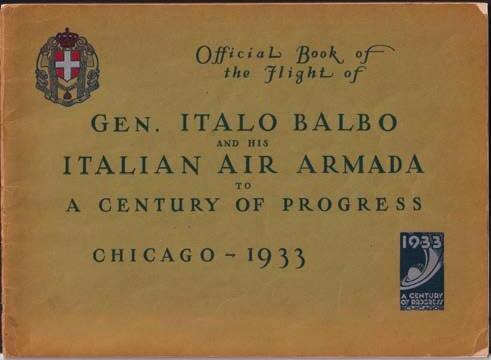 Official Book of
the Flight of
GEN. ITALO BALBO
AND HIS
ITALIAN AIR ARMADA
TO
A CENTURY OF PROGRESS
CHICAGO - 1933
1933
A CENTURY
OF PROGRESS